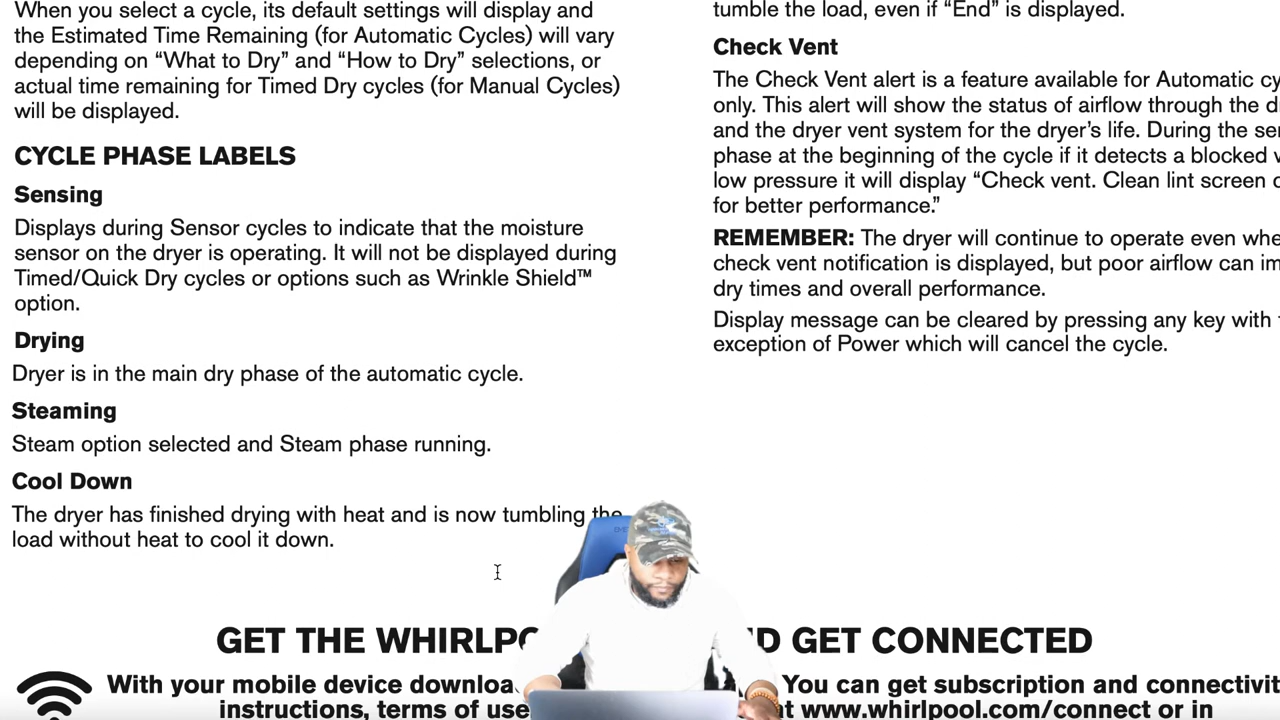 When you select a cycle, its default settings will display and
the Estimated Time Remaining (for Automatic Cycles) will vary
depending on “What to Dry” and “How to Dry” selections, or
actual time remaining for Timed Dry cycles (for Manual Cycles)
will be displayed.
CYCLE PHASE LABELS
Sensing
Displays during Sensor cycles to indicate that the moisture
sensor on the dryer is operating. It will not be displayed during
Timed/Quick Dry cycles or options such as Wrinkle Shield™
option.
Drying
Dryer is in the main dry phase of the automatic cycle.
Steaming
Steam option selected and Steam phase running.
Cool Down
The dryer has finished drying with heat and is now tumbling the
load without heat to cool it down.
tumble the load, even if “End” is displayed.
Check Vent
The Check Vent alert is a feature available for Automatic cy
only. This alert will show the status of airflow through the d
and the dryer vent system for the dryer’s life. During the se
phase at the beginning of the cycle if it detects a blocked v
low pressure it will display “Check vent. Clean lint screen
for better performance.”
REMEMBER: The dryer will continue to operate even whe
check vent notification is displayed, but poor airflow can im
dry times and overall performance.
Display message can be cleared by pressing any key with
exception of Power which will cancel the cycle.
GET THE WHIRLPO D GET CONNECTED
With your mobile device downloa You can get subscription and connectivit
instructions, terms of use t www.whirlpool.com/connect or in